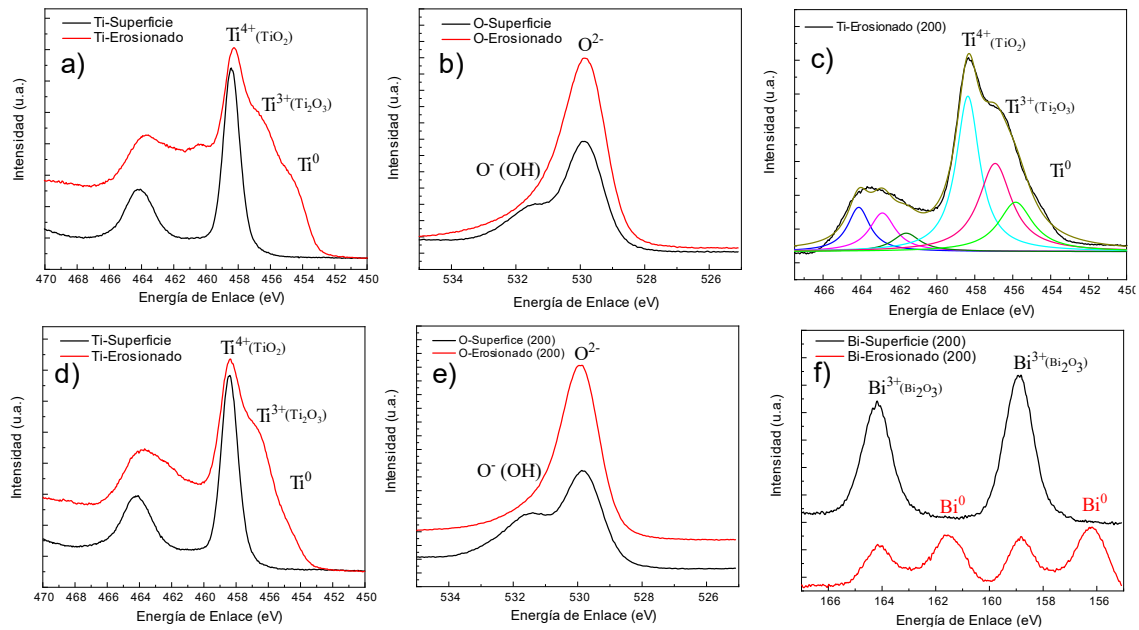 Ti-Superficie
Ti-Erosionado
a)
Ti4+(TiO2)
Ti3+(Ti2O3)
Ti0
Intensidad (u.a.)
470 468 466 464 462 460 458 456 454 452 450
Energía de Enlace (eV)
O-Superficie
O-Erosionado
b)
O2-
O- (OH)
Intensidad (u.a.)
534 532 530 528 526
Energía de Enlace (eV)
Ti-Erosionado (200)
c)
Ti4+(TiO2)
Ti3+(Ti2O3)
Ti0
Intensidad (u.a.)
466 464 462 460 458 456 454 452 450
Energía de Enlace (eV)
Ti-Superficie
Ti-Erosionado
d)
Ti4+(TiO2)
Ti3+(Ti2O3)
Ti0
Intensidad (u.a.)
470 468 466 464 462 460 458 456 454 452 450
Energía de Enlace (eV)
O-Superfice (200)
O-Erosionado (200)
e)
O2-
O- (OH)
Intensidad (u.a.)
534 532 530 528 526
Energía de Enlace (eV)
Bi-Superficie (200)
Bi-Erosionado (200)
f)
Bi3+(Bi2O3)
Bi3+(Bi2O3)
Bi0
Bi0
Intensidad (u.a.)
166 164 162 160 158 156
Energía de Enlace (eV)